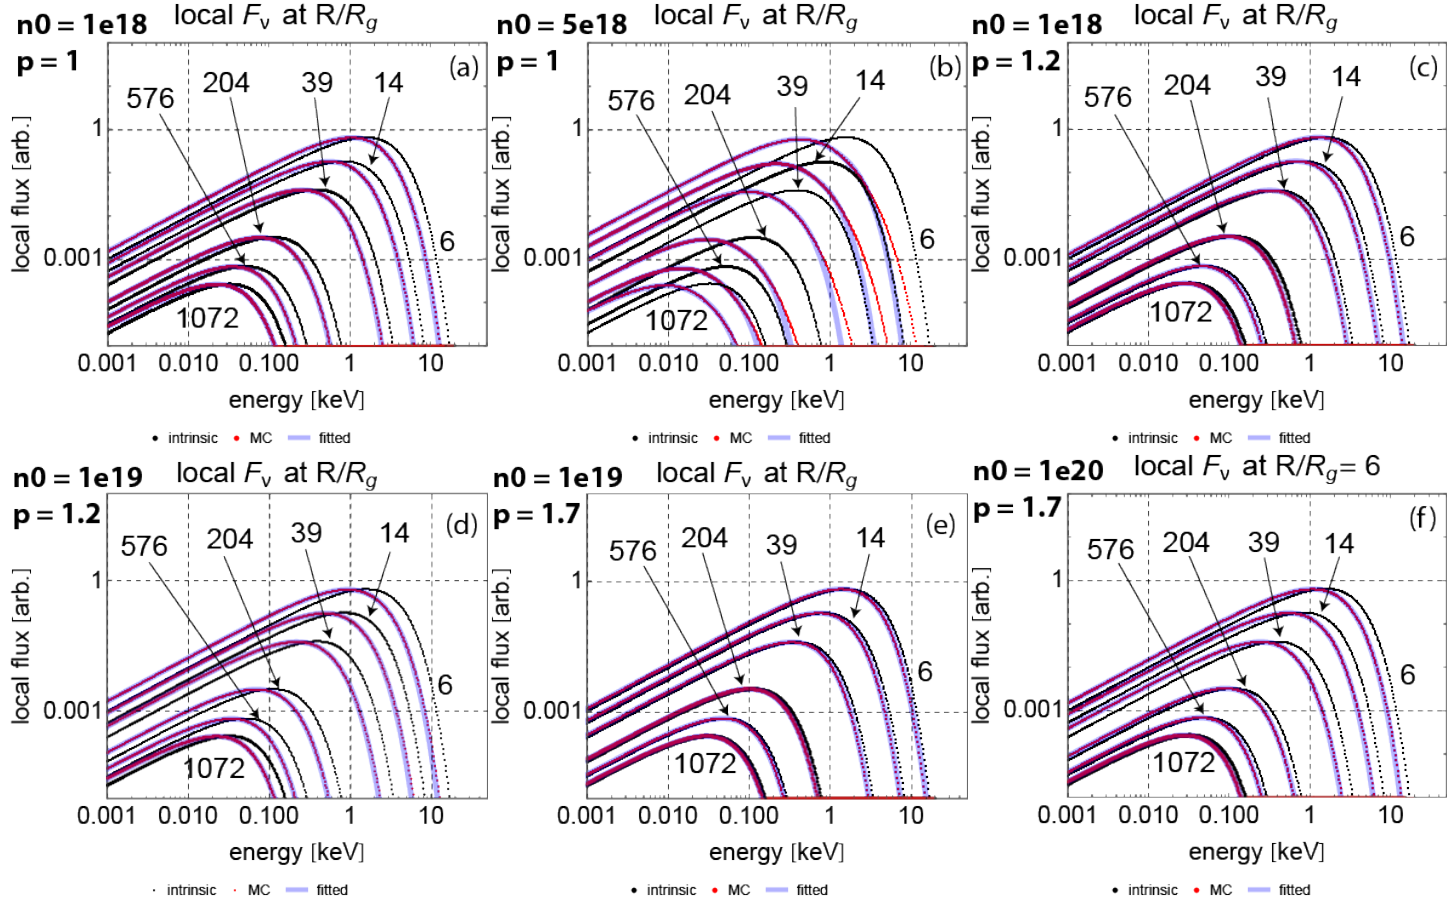 n0 = 1e18 local Fν at R/Rg
p = 1 (a)
576 204 39 14
1
0.001
6
1072
local flux [arb.]
0.001 0.010 0.100 1 10
energy [keV]
intrinsic MC fitted
n0 = 5e18 local Fν at R/Rg
p = 1 (b)
576 204 39 14
1
0.001
6
1072
local flux [arb.]
0.001 0.010 0.100 1 10
energy [keV]
intrinsic MC fitted
n0 = 1e18 local Fν at R/Rg
p = 1.2 (c)
576 204 39 14
1
0.001
6
1072
local flux [arb.]
0.001 0.010 0.100 1 10
energy [keV]
intrinsic MC fitted
n0 = 1e19 local Fν at R/Rg
p = 1.2 (d)
576 204 39 14
1
0.001
6
1072
local flux [arb.]
0.001 0.010 0.100 1 10
energy [keV]
intrinsic MC fitted
n0 = 1e19 local Fν at R/Rg
p = 1.7 (e)
576 204 39 14
1
0.001
6
1072
local flux [arb.]
0.001 0.010 0.100 1 10
energy [keV]
intrinsic MC fitted
n0 = 1e20 local Fν at R/Rg= 6
p = 1.7 (f)
576 204 39 14
1
0.001
6
1072
local flux [arb.]
0.001 0.010 0.100 1 10
energy [keV]
intrinsic MC fitted